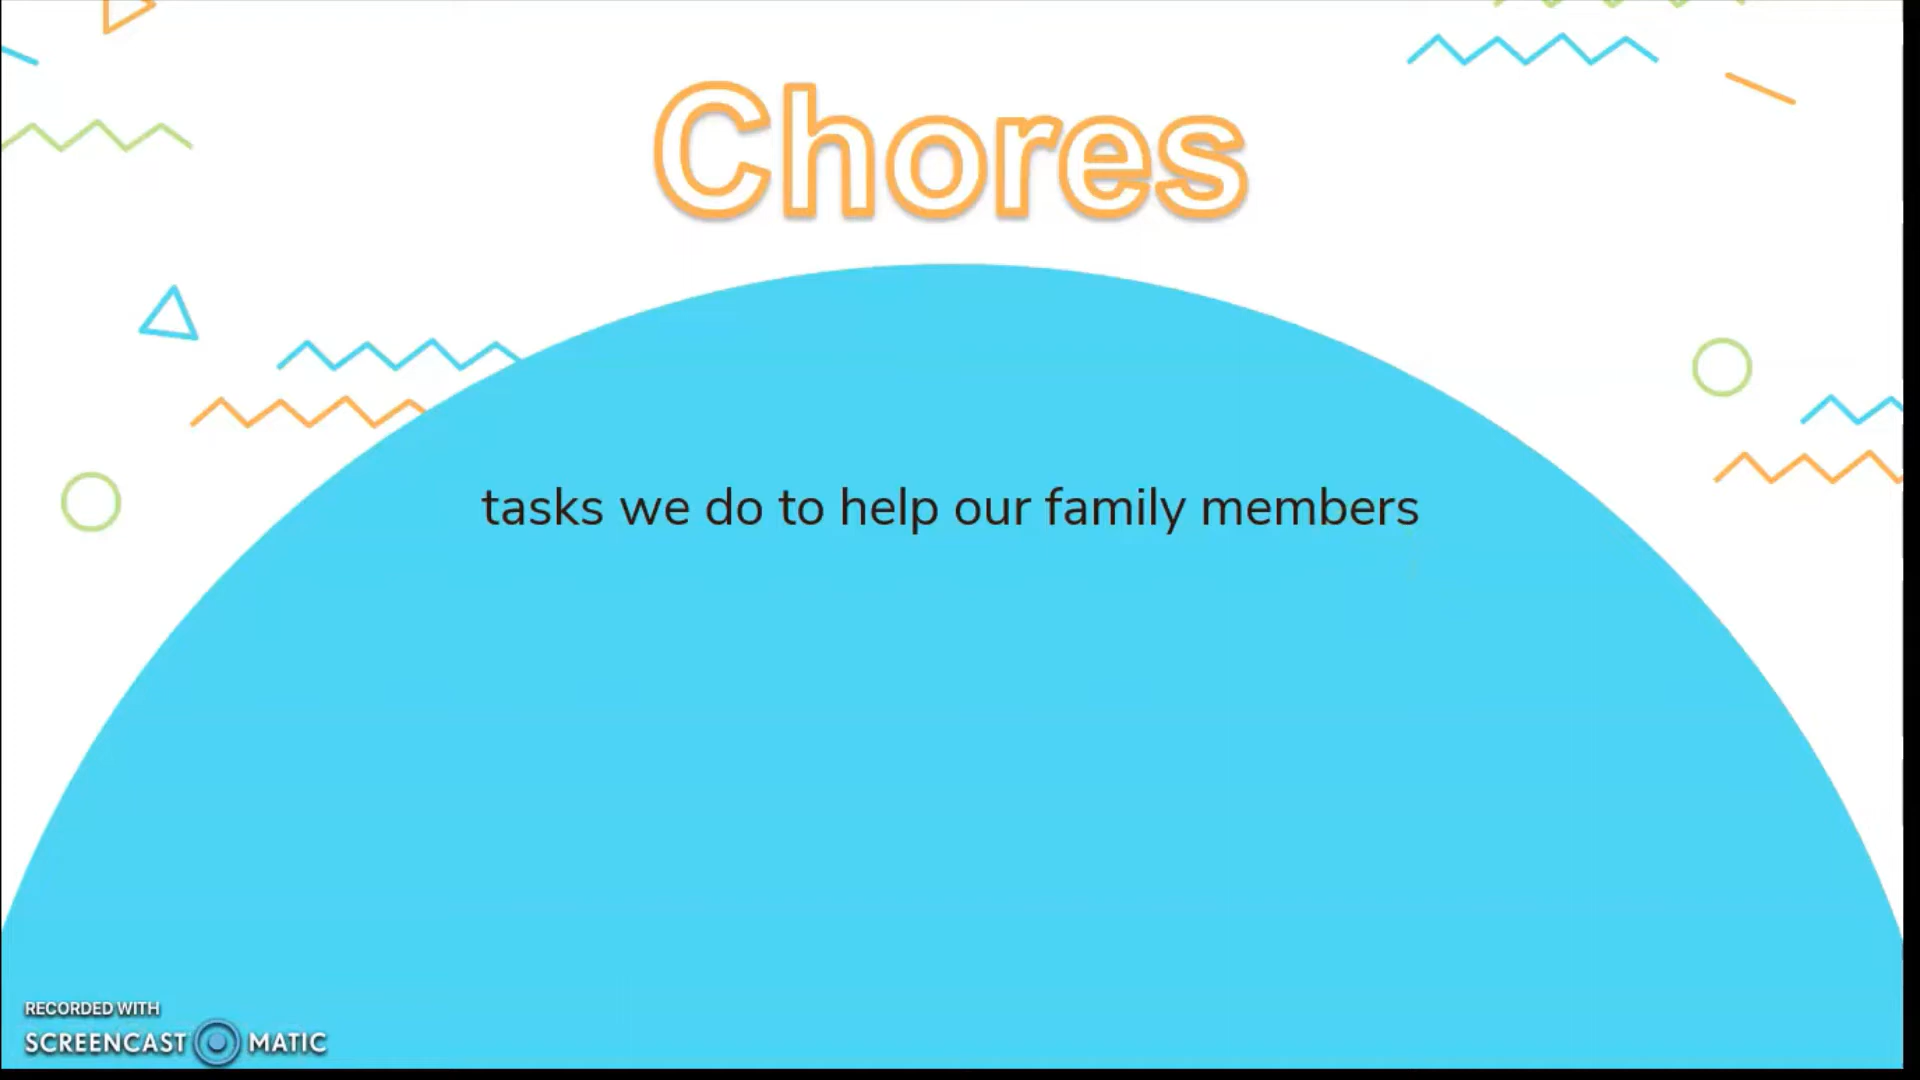 Chores
tasks we do to help our family members
RECORDED WITH
SCREENCAST MATIC